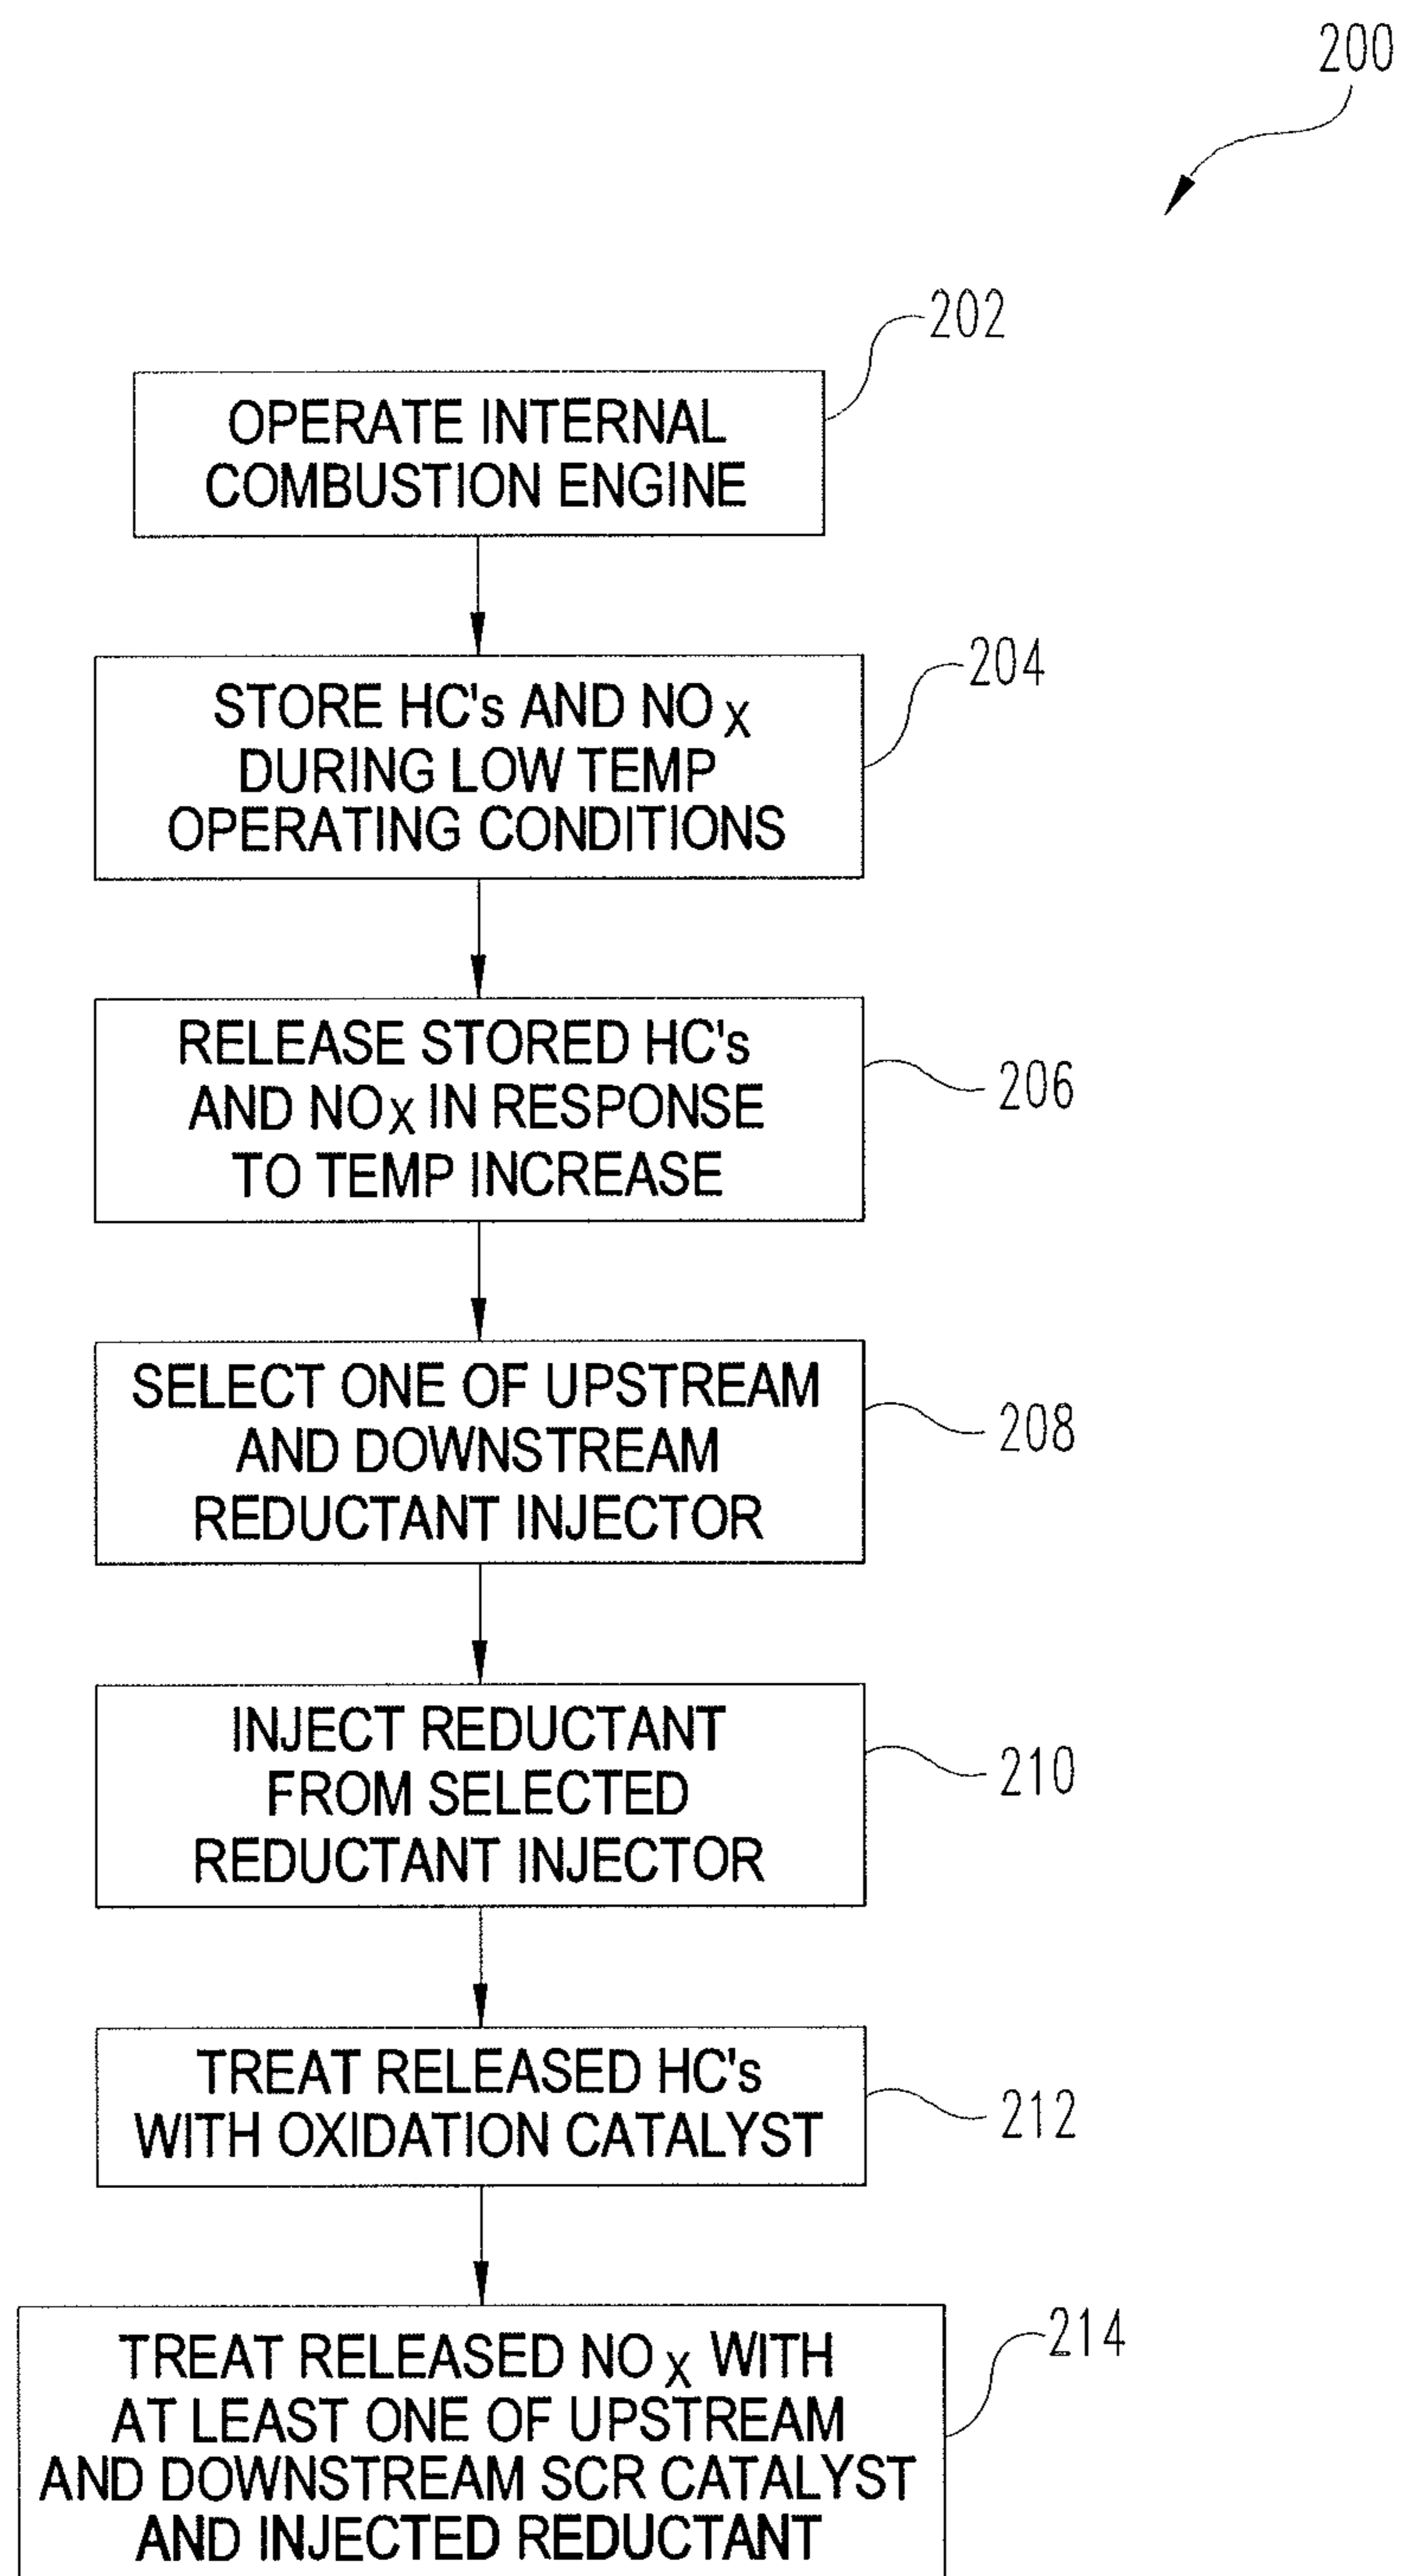 200
202
OPERATE INTERNAL
COMBUSTION ENGINE
204
STORE HC's AND NOX
DURING LOW TEMP
OPERATING CONDITIONS
RELEASE STORED HC's
AND NOX IN RESPONSE
TO TEMP INCREASE
206
SELECT ONE OF UPSTREAM
AND DOWNSTREAM
REDUCTANT INJECTOR
208
INJECT REDUCTANT
FROM SELECTED
REDUCTANT INJECTOR
210
TREAT RELEASED HC's
WITH OXIDATION CATALYST
212
214
TREAT RELEASED NOX WITH
AT LEAST ONE OF UPSTREAM
AND DOWNSTREAM SCR CATALYST
AND INJECTED REDUCTANT